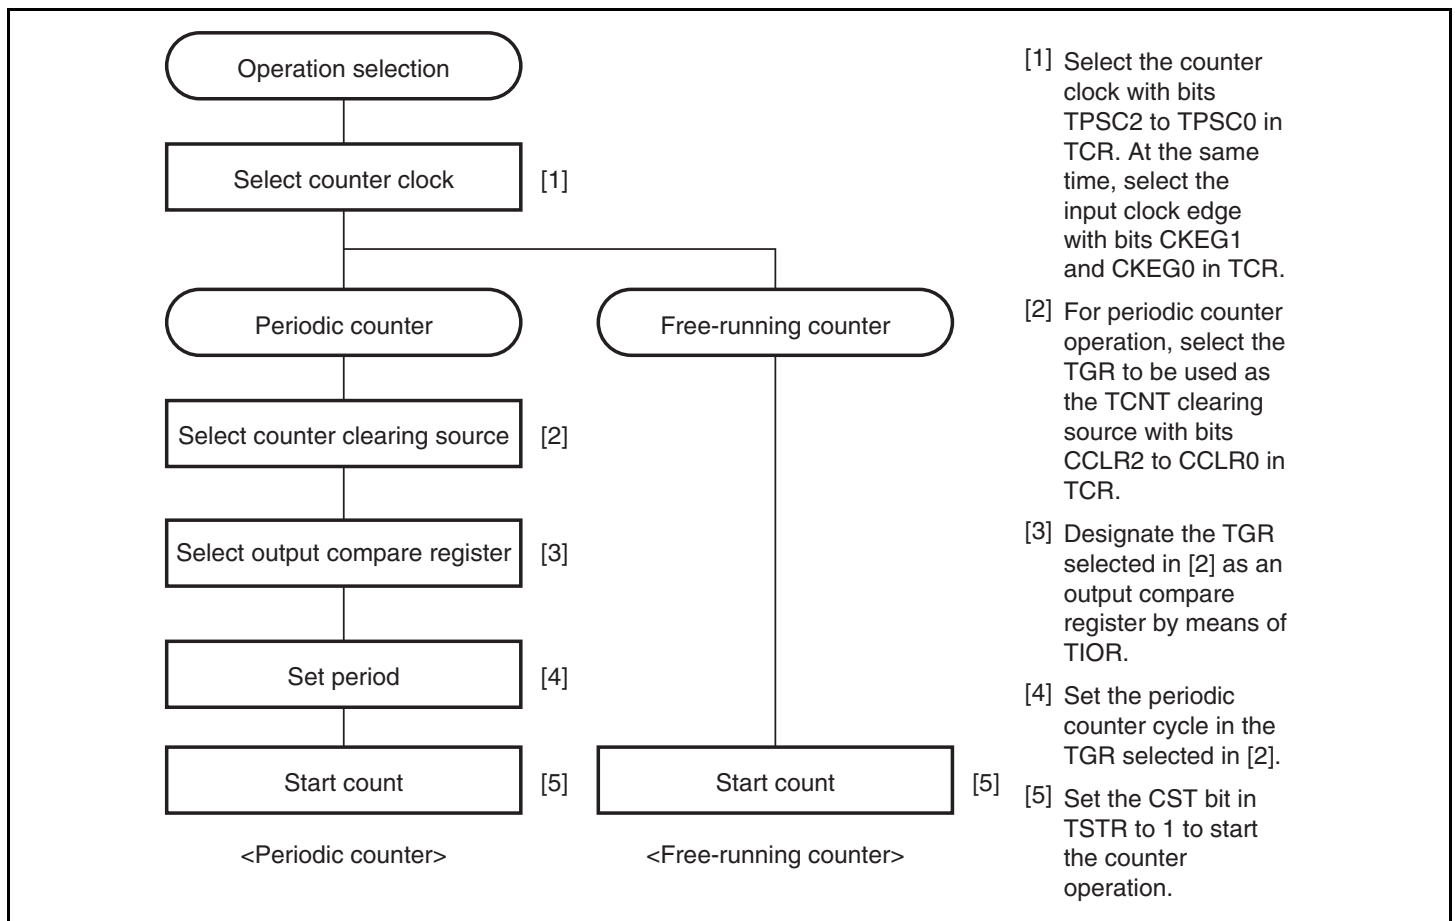 Operation selection
Select counter clock [1]
Periodic counter
Free-running counter
Select counter clearing source [2]
Select output compare register [3]
Set period [4]
Start count [5]
Start count [5]
<Periodic counter>
<Free-running counter>
[1] Select the counter
clock with bits
TPSC2 to TPSC0 in
TCR. At the same
time, select the
input clock edge
with bits CKEG1
and CKEG0 in TCR.
[2] For periodic counter
operation, select the
TGR to be used as
the TCNT clearing
source with bits
CCLR2 to CCLR0 in
TCR.
[3] Designate the TGR
selected in [2] as an
output compare
register by means of
TIOR.
[4] Set the periodic
counter cycle in the
TGR selected in [2].
[5] Set the CST bit in
TSTR to 1 to start
the counter
operation.